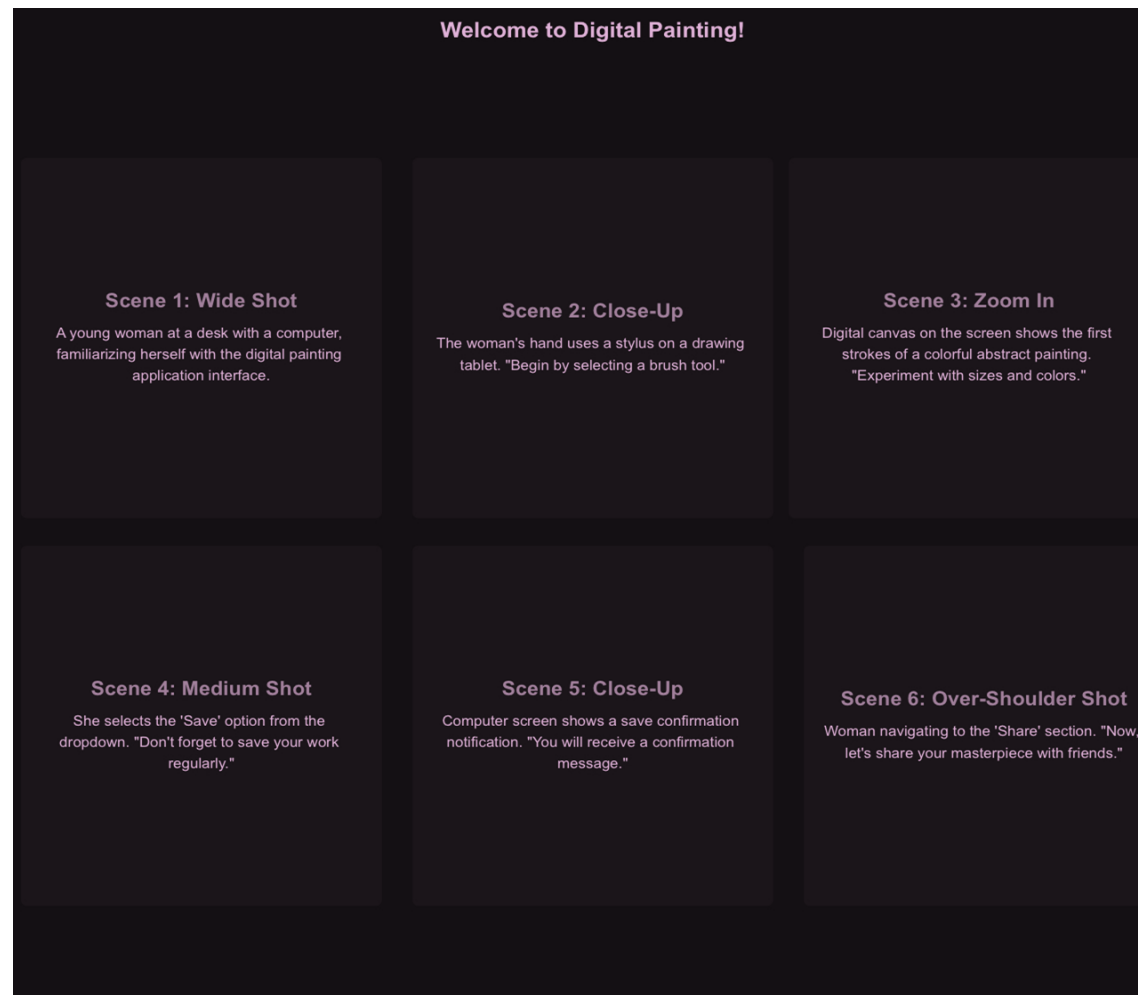 Welcome to Digital Painting!
Scene 1: Wide Shot
A young woman at a desk with a computer,
familiarizing herself with the digital painting
application interface.
Scene 2: Close-Up
The woman's hand uses a stylus on a drawing
tablet. "Begin by selecting a brush tool."
Scene 3: Zoom In
Digital canvas on the screen shows the first
strokes of a colorful abstract painting.
"Experiment with sizes and colors."
Scene 4: Medium Shot
She selects the 'Save' option from the
dropdown. "Don't forget to save your work
regularly."
Scene 5: Close-Up
Computer screen shows a save confirmation
notification. "You will receive a confirmation
message."
Scene 6: Over-Shoulder Shot
Woman navigating to the 'Share' section. "Now,
let's share your masterpiece with friends."